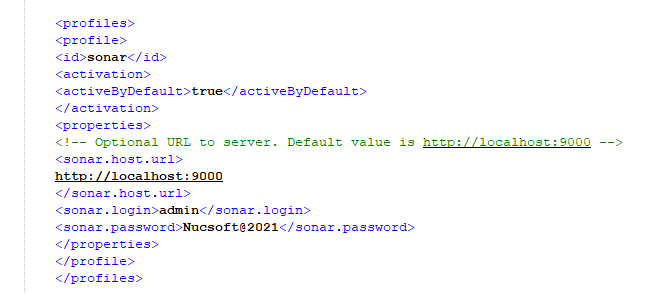 <profiles>
<profile>
<id>sonar</id>
<activation>
<activeByDefault>true</activeByDefault>
</activation>
<properties>
<!-- Optional URL to server. Default value is http://localhost:9000 -->
<sonar.host.url>
http://localhost:9000
</sonar.host.url>
<sonar.login>admin</sonar.login>
<sonar.password>Nucsoft@2021</sonar.password>
</properties>
</profile>
</profiles>